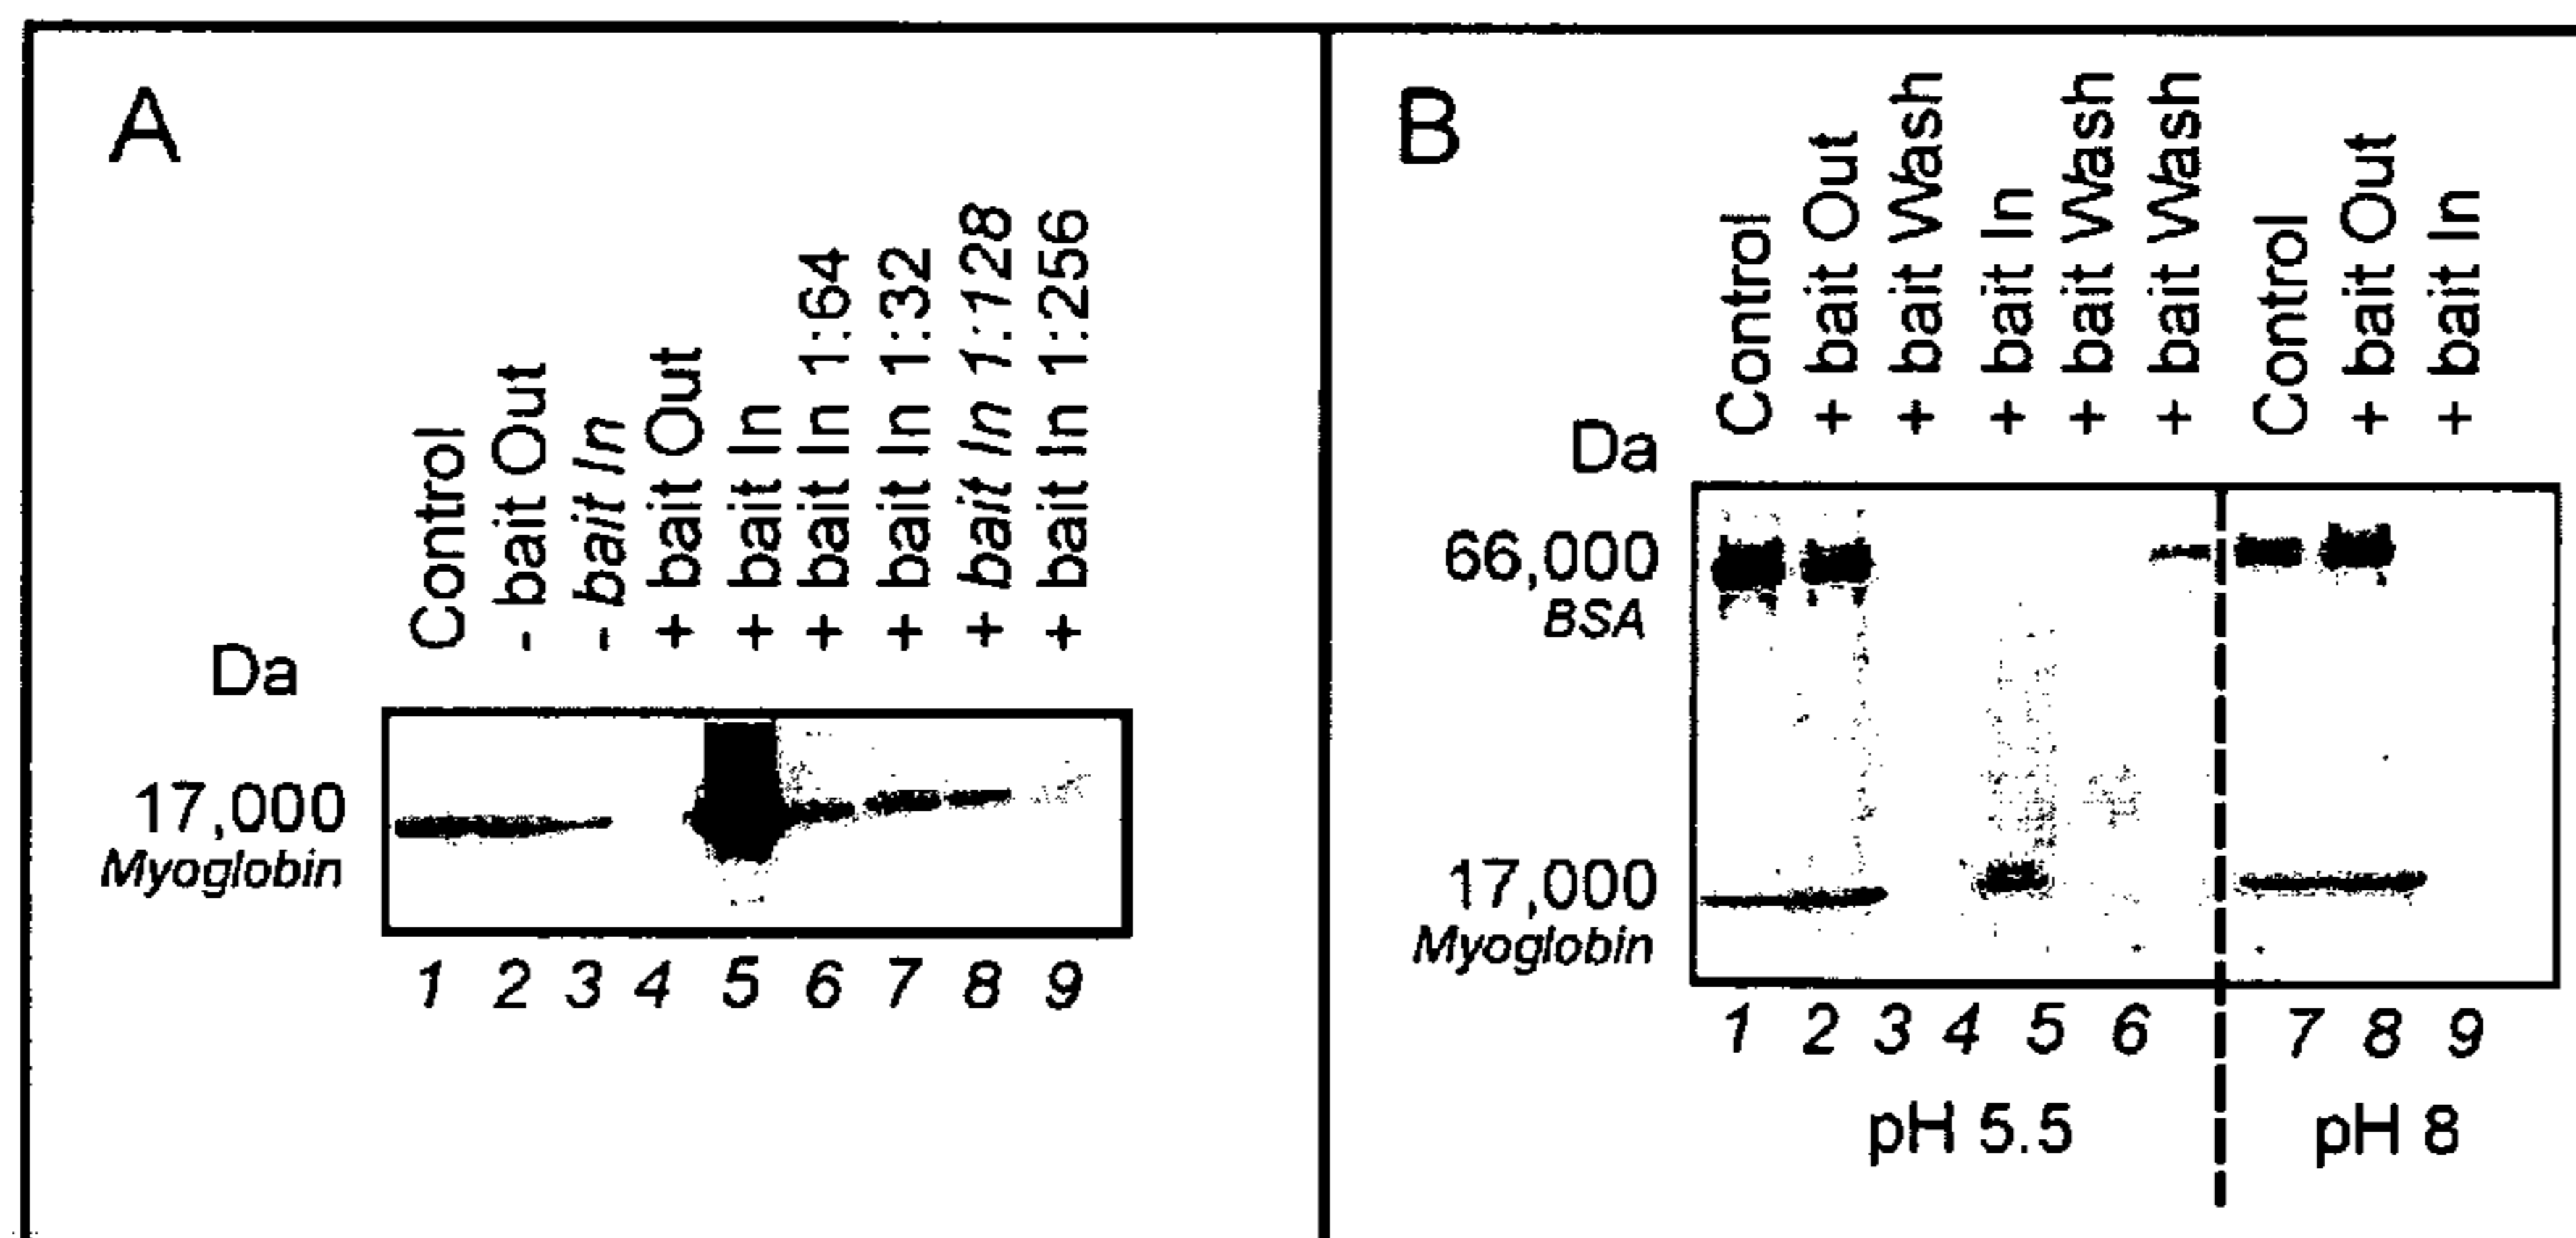 A
Control
- bait Out
- bait In
+ bait Out
+ bait In
+ bait In 1:64
+ bait In 1:32
+ bait In 1:128
+ bait In 1:256
Da
17,000
Myoglobin
1 2 3 4 5 6 7 8 9
B
Control
+ bait Out
+ bait Wash
+ bait In
+ bait Wash
+ bait Wash
Control
+ bait Out
+ bait In
Da
66,000
BSA
17,000
Myoglobin
1 2 3 4 5 6 7 8 9
pH 5.5 pH 8